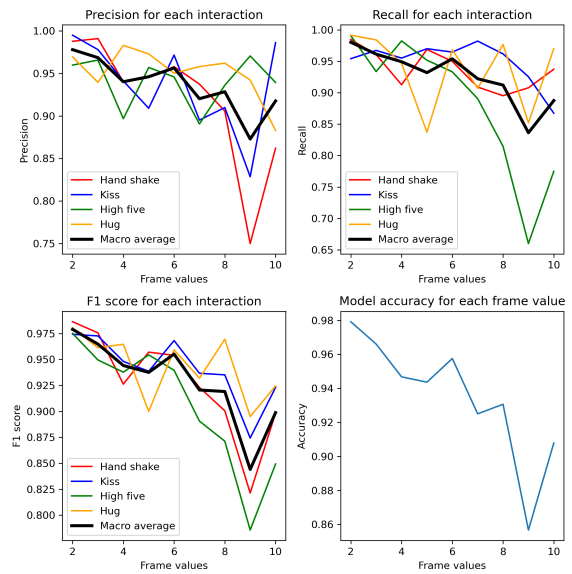 Precision for each interaction
1.00
0.95
0.90
0.85
0.80
0.75
Precision
Hand shake
Kiss
High five
Hug
Macro average
2 4 6 8 10
Frame values
Recall for each interaction
1.00
0.95
0.90
0.85
0.80
0.75
0.70
0.65
Recall
Hand shake
Kiss
High five
Hug
Macro average
2 4 6 8 10
Frame values
F1 score for each interaction
0.975
0.950
0.925
0.900
0.875
0.850
0.825
0.800
F1 score
Hand shake
Kiss
High five
Hug
Macro average
2 4 6 8 10
Frame values
Model accuracy for each frame value
0.98
0.96
0.94
0.92
0.90
0.88
0.86
Accuracy
2 4 6 8 10
Frame values